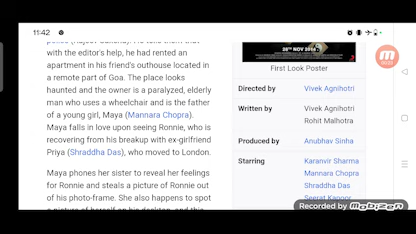 11:42
with the editor's help, he had rented an
apartment in his friend's outhouse located in
a remote part of Goa. The place looks
haunted and the owner is a paralyzed, elderly
man who uses a wheelchair and is the father
of a young girl, Maya (Mannara Chopra).
Maya falls in love upon seeing Ronnie, who is
recovering from his breakup with ex-girlfriend
Priya (Shraddha Das), who moved to London.
Maya phones her sister to reveal her feelings
for Ronnie and steals a picture of Ronnie out
of his photo-frame. She also happens to spot
28TH NOV 2014
First Look Poster
Directed by Vivek Agnihotri
Written by Vivek Agnihotri
Rohit Malhotra
Produced by Anubhav Sinha
Starring Karanvir Sharma
Mannara Chopra
Shraddha Das
Seerat Kapoor
Recorded by Mobizen